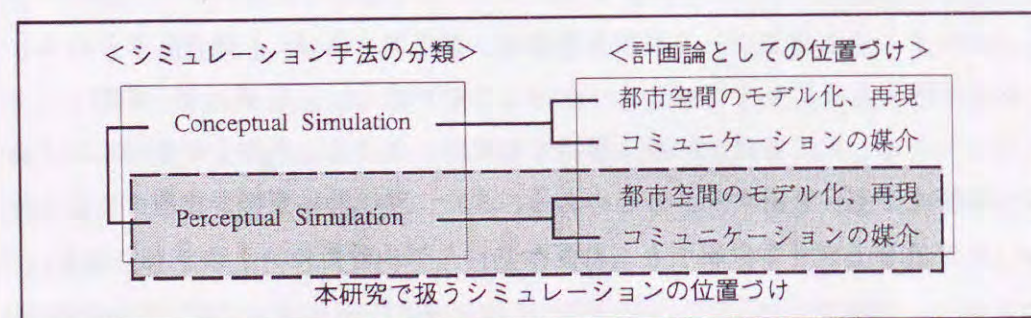 ＜シミュレーション手法の分類＞ ＜計画論としての位置づけ＞
都市空間のモデル化、再現
Conceptual Simulation
コミュニケーションの媒介
都市空間のモデル化、再現
Perceptual Simulation
コミュニケーションの媒介
本研究で扱うシミュレーションの位置づけ